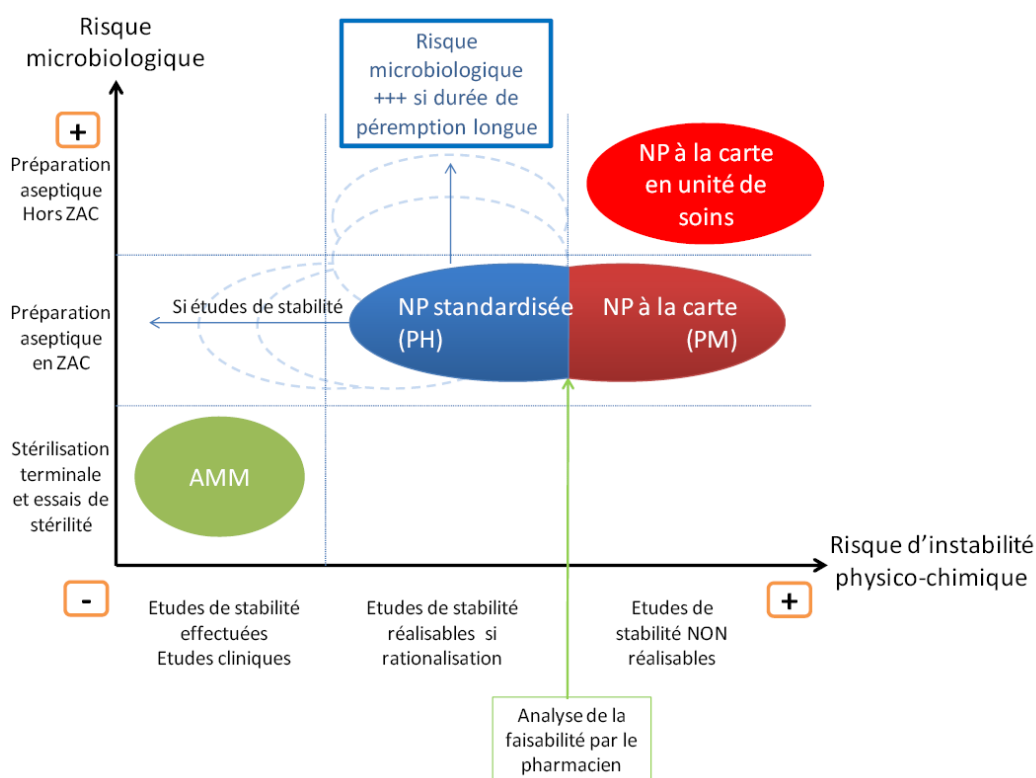 Risque
microbiologique
Risque
microbiologique
+++ si durée de
péremption longue
+
Préparation
aseptique
Hors ZAC
NP à la carte
en unité de
soins
Préparation
aseptique
en ZAC
Si études de stabilité
NP standardisée
(PH)
NP à la carte
(PM)
Stérilisation
terminale
et essais de
stérilité
AMM
Risque d'instabilité
physico-chimique
-
Etudes de stabilité
effectuées
Etudes cliniques
Etudes de stabilité
réalisables si
rationalisation
Etudes de
stabilité NON
réalisables
+
Analyse de la
faisabilité par le
pharmacien